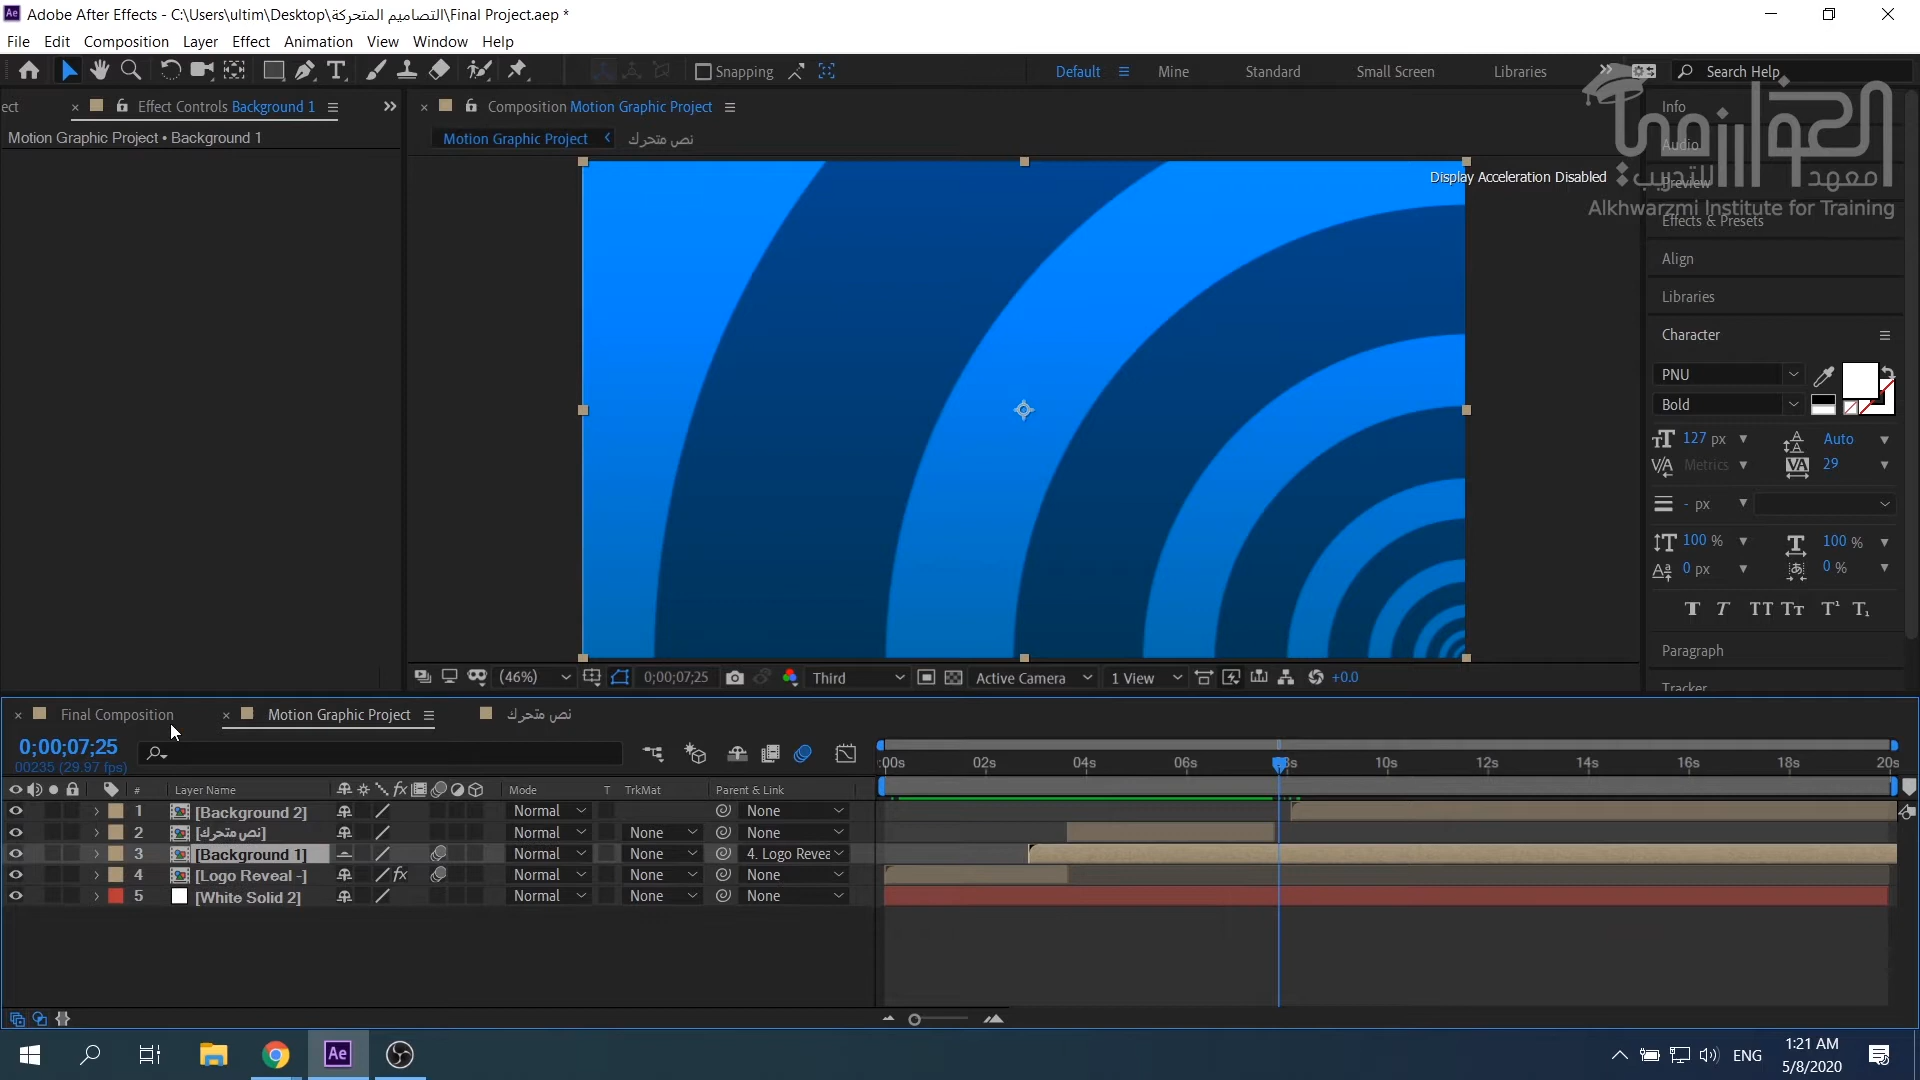 Adobe After Effects - C:\Users\ultim\Desktop\التصاميم المتحركة\Final Project.aep *
File Edit Composition Layer Effect Animation View Window Help
Snapping
Default Mine Standard Small Screen Libraries
Search Help
ect Effect Controls Background 1
Motion Graphic Project • Background 1
Composition Motion Graphic Project
Motion Graphic Project نص متحرك
Display Acceleration Disabled
الخوارزمي
معهد للتدريب
Alkhwarzmi Institute for Training
Info
Audio
Preview
Effects & Presets
Align
Libraries
Character
PNU
Bold
127 px Auto
Metrics 29
- px
100 % 100 %
0 px 0 %
Paragraph
Tracker
(46%) 0;00;07;25 Third Active Camera 1 View +0.0
Final Composition Motion Graphic Project نص متحرك
0;00;07;25
00235 (29.97 fps)
:00s 02s 04s 06s 8s 10s 12s 14s 16s 18s 20s
# Layer Name Mode T TrkMat Parent & Link
1 [Background 2] Normal None
2 [نص متحرك] Normal None None
3 [Background 1] Normal None 4. Logo Revea
4 [Logo Reveal -] Normal None None
5 [White Solid 2] Normal None None
Ae
ENG
1:21 AM
5/8/2020